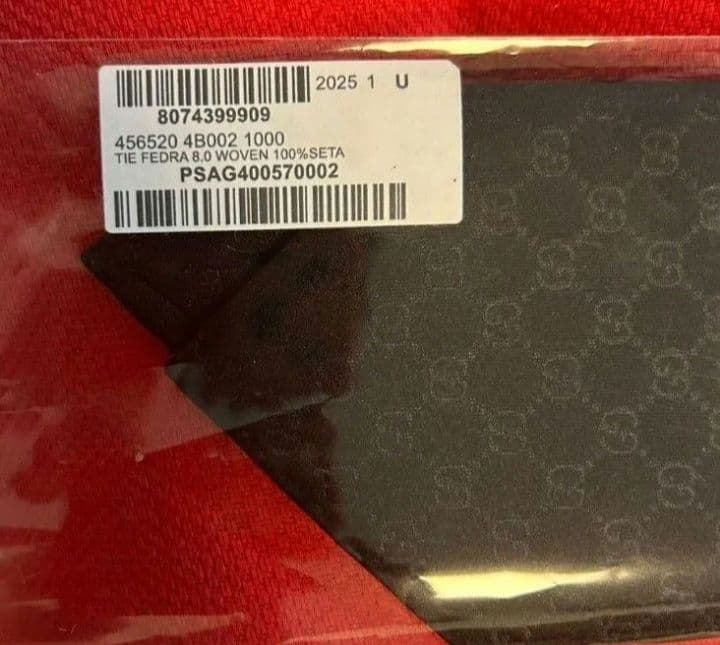 2025 1 U
8074399909
456520 4B002 1000
TIE FEDRA 8.0 WOVEN 100%SETA
PSAG400570002